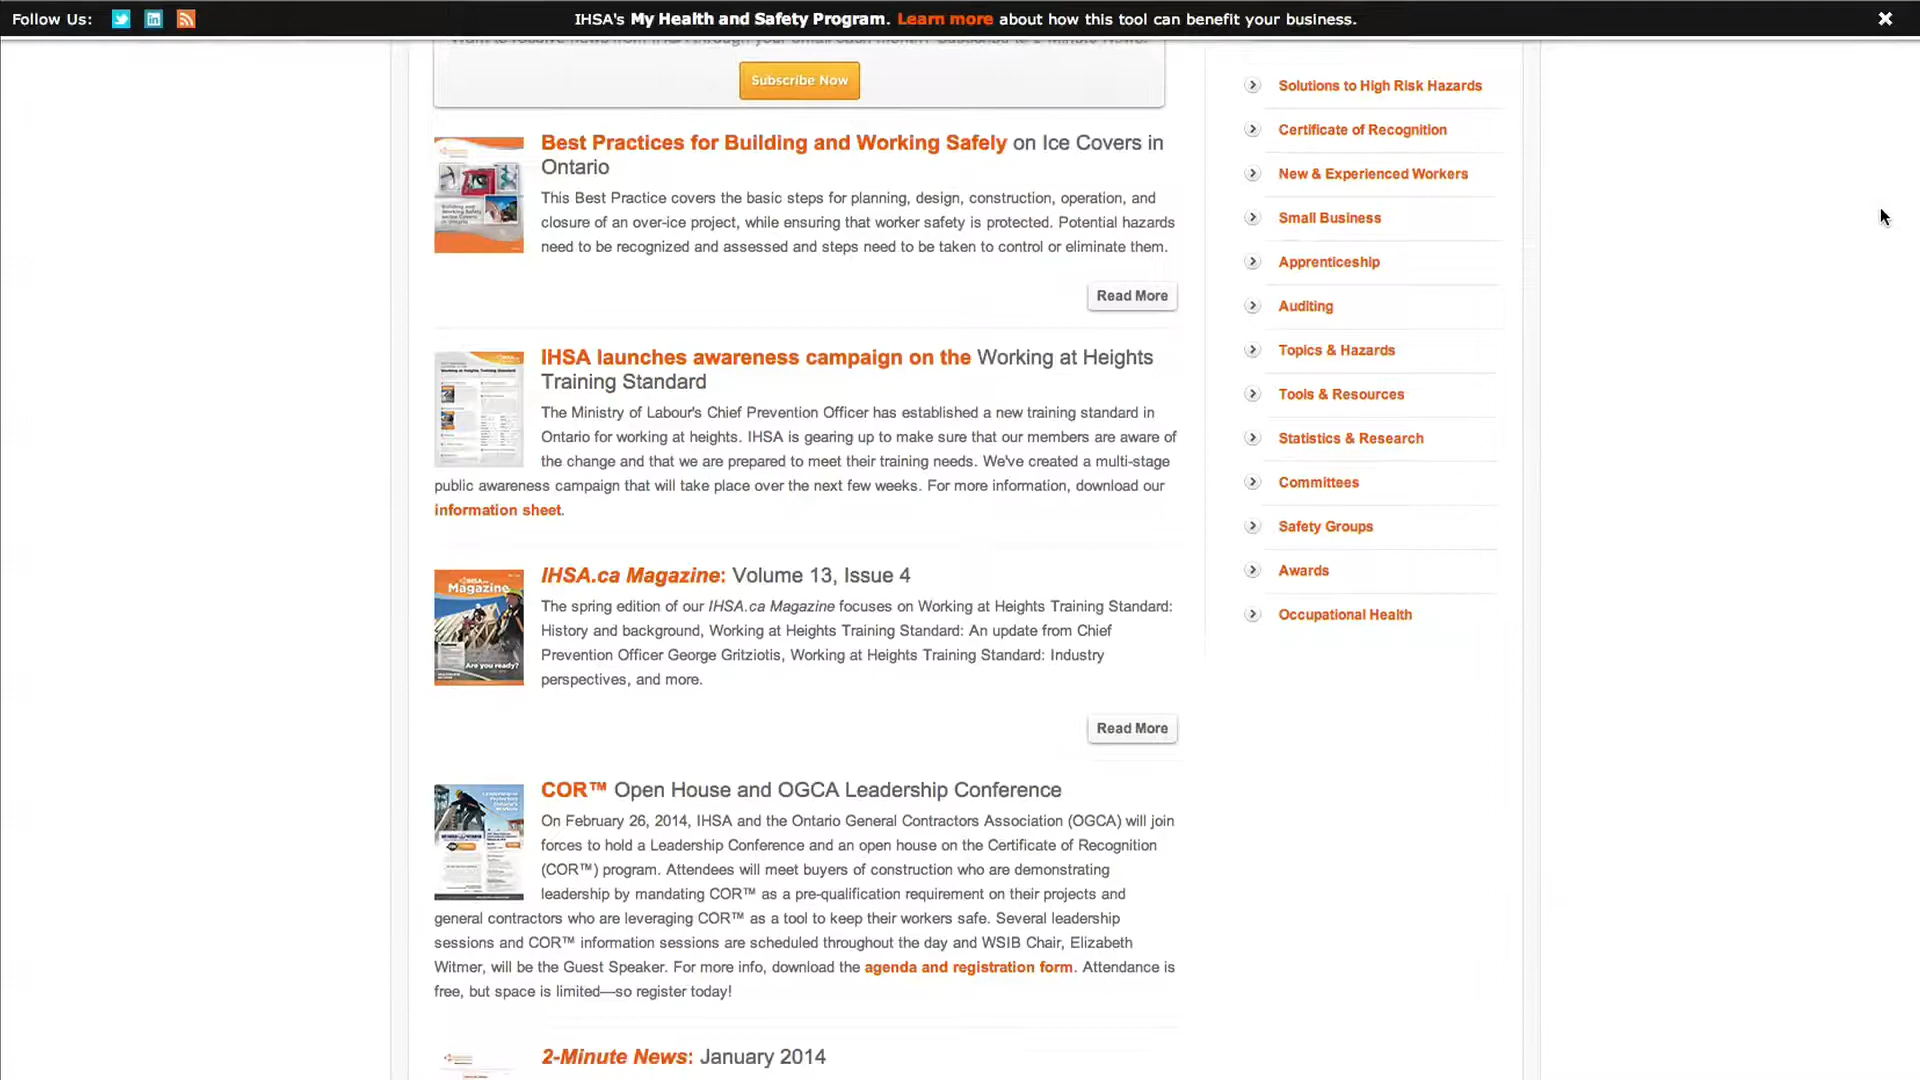 Follow Us:
IHSA's My Health and Safety Program. Learn more about how this tool can benefit your business.
Subscribe Now
Best Practices for Building and Working Safely on Ice Covers in
Ontario
This Best Practice covers the basic steps for planning, design, construction, operation, and
closure of an over-ice project, while ensuring that worker safety is protected. Potential hazards
need to be recognized and assessed and steps need to be taken to control or eliminate them.
Read More
IHSA launches awareness campaign on the Working at Heights
Training Standard
The Ministry of Labour's Chief Prevention Officer has established a new training standard in
Ontario for working at heights. IHSA is gearing up to make sure that our members are aware of
the change and that we are prepared to meet their training needs. We've created a multi-stage
public awareness campaign that will take place over the next few weeks. For more information, download our
information sheet.
IHSA.ca
Magazine
Are you ready?
IHSA.ca Magazine: Volume 13, Issue 4
The spring edition of our IHSA.ca Magazine focuses on Working at Heights Training Standard:
History and background, Working at Heights Training Standard: An update from Chief
Prevention Officer George Gritziotis, Working at Heights Training Standard: Industry
perspectives, and more.
Read More
COR™ Open House and OGCA Leadership Conference
On February 26, 2014, IHSA and the Ontario General Contractors Association (OGCA) will join
forces to hold a Leadership Conference and an open house on the Certificate of Recognition
(COR™) program. Attendees will meet buyers of construction who are demonstrating
leadership by mandating COR™ as a pre-qualification requirement on their projects and
general contractors who are leveraging COR™ as a tool to keep their workers safe. Several leadership
sessions and COR™ information sessions are scheduled throughout the day and WSIB Chair, Elizabeth
Witmer, will be the Guest Speaker. For more info, download the agenda and registration form. Attendance is
free, but space is limited—so register today!
2-Minute News: January 2014
Solutions to High Risk Hazards
Certificate of Recognition
New & Experienced Workers
Small Business
Apprenticeship
Auditing
Topics & Hazards
Tools & Resources
Statistics & Research
Committees
Safety Groups
Awards
Occupational Health